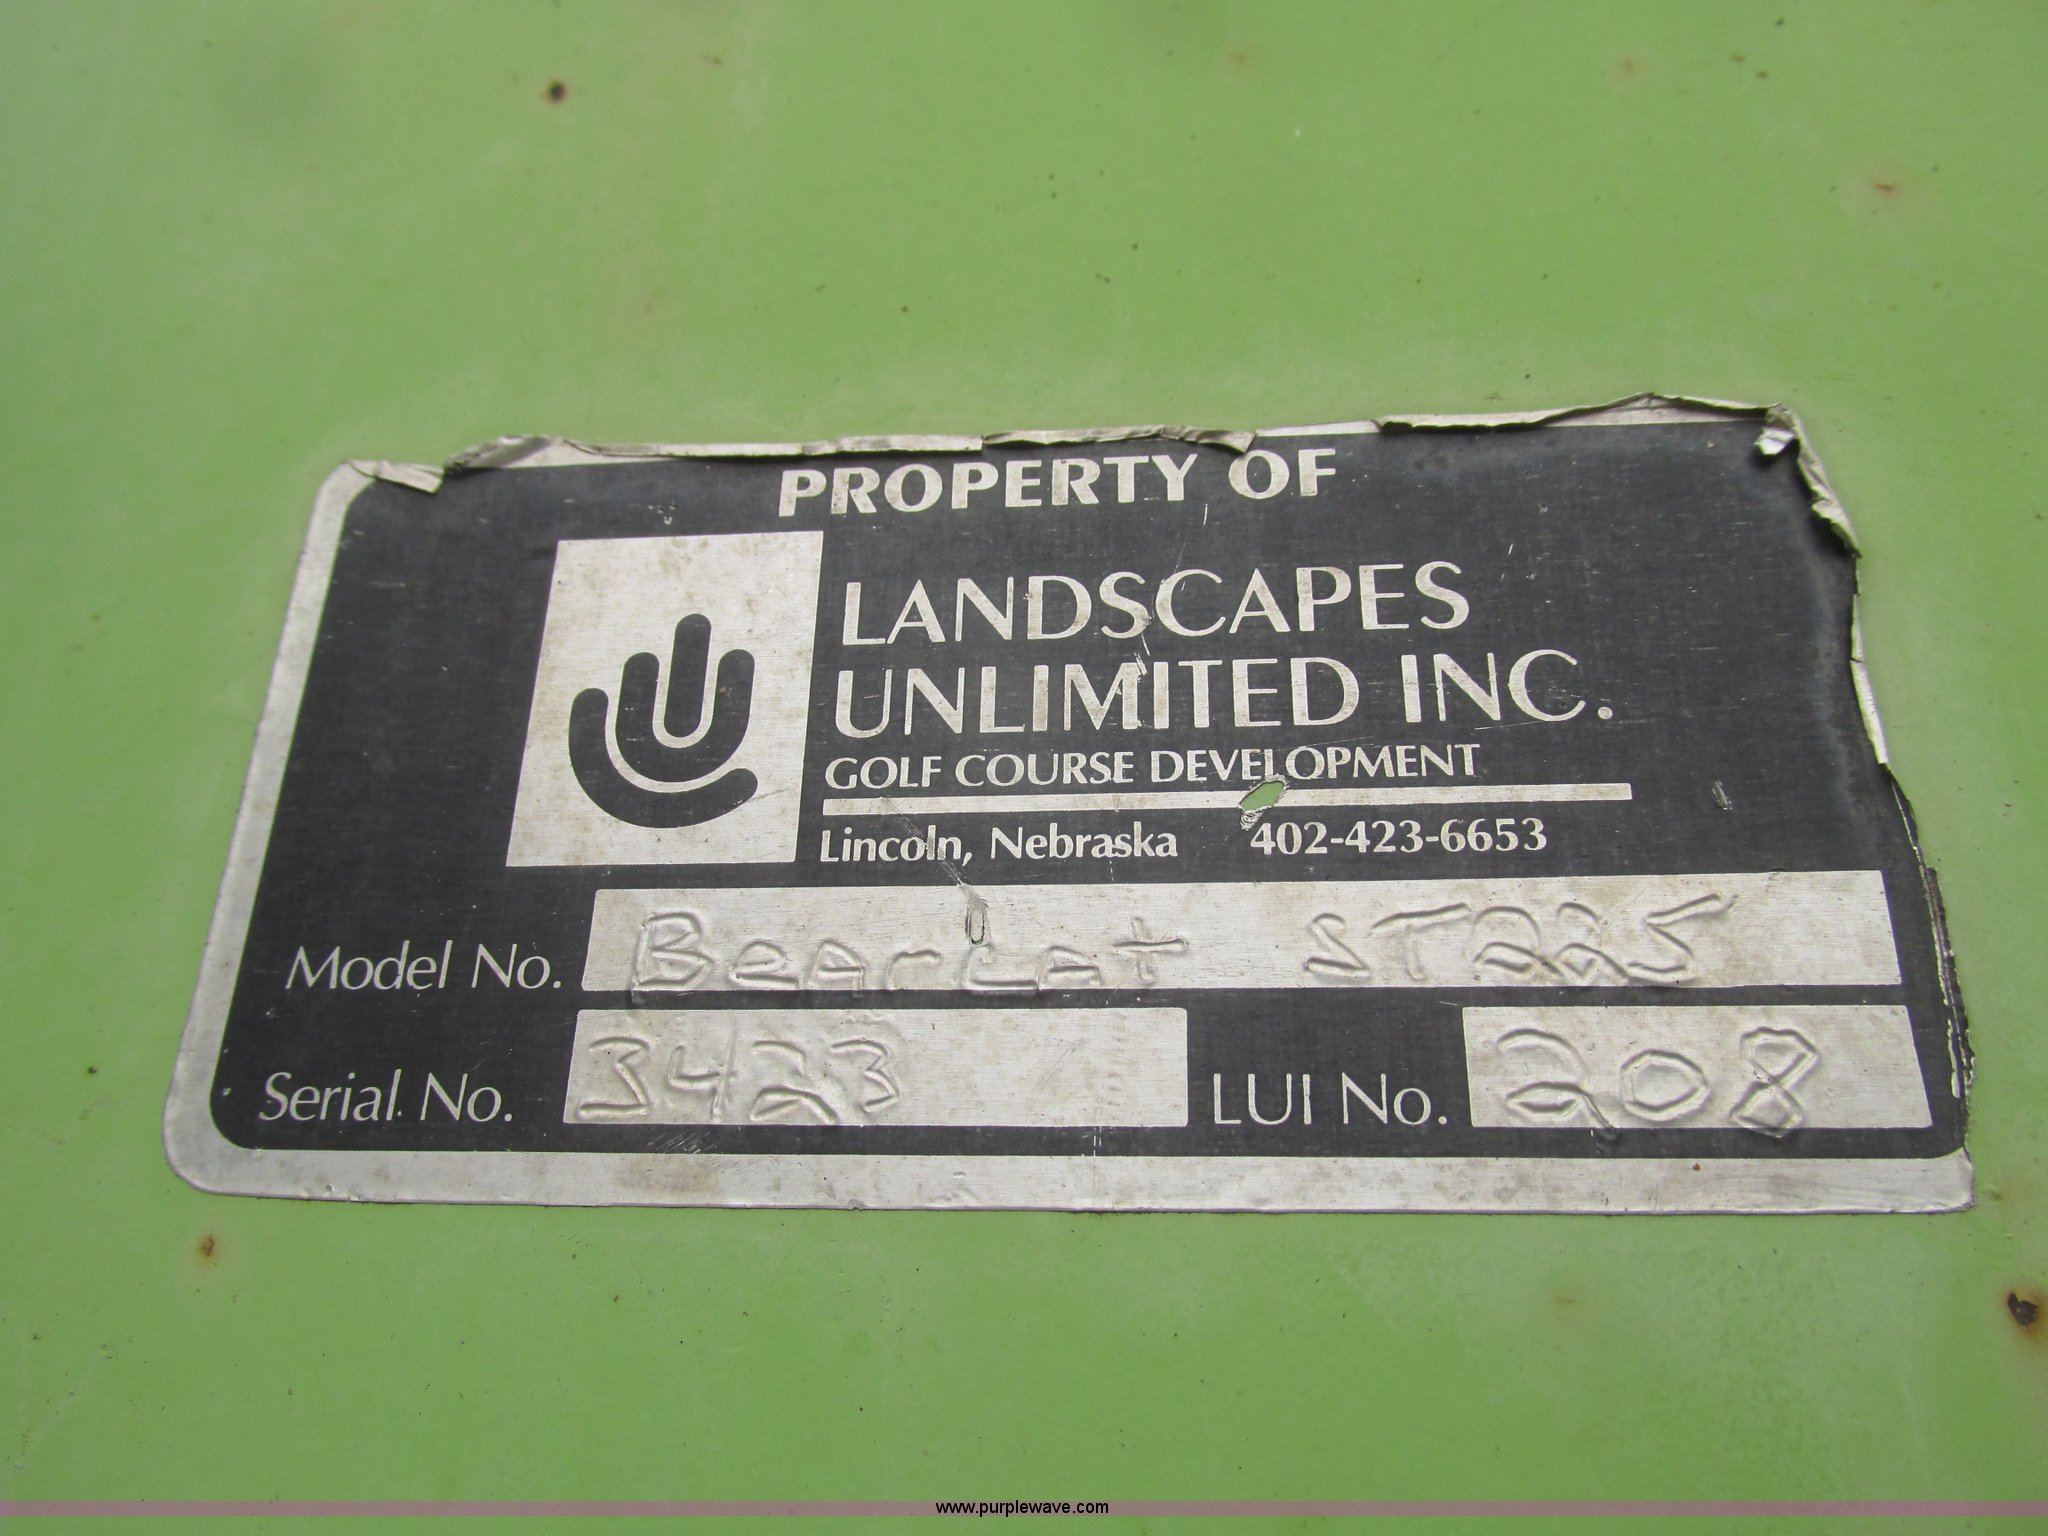 PROPERTY OF
LANDSCAPES
UNLIMITED INC.
GOLF COURSE DEVELOPMENT
Lincoln, Nebraska 402-423-6653
Model No. Bearcat ST225
Serial No. 3423 LUI No. 208
www.purplewave.com